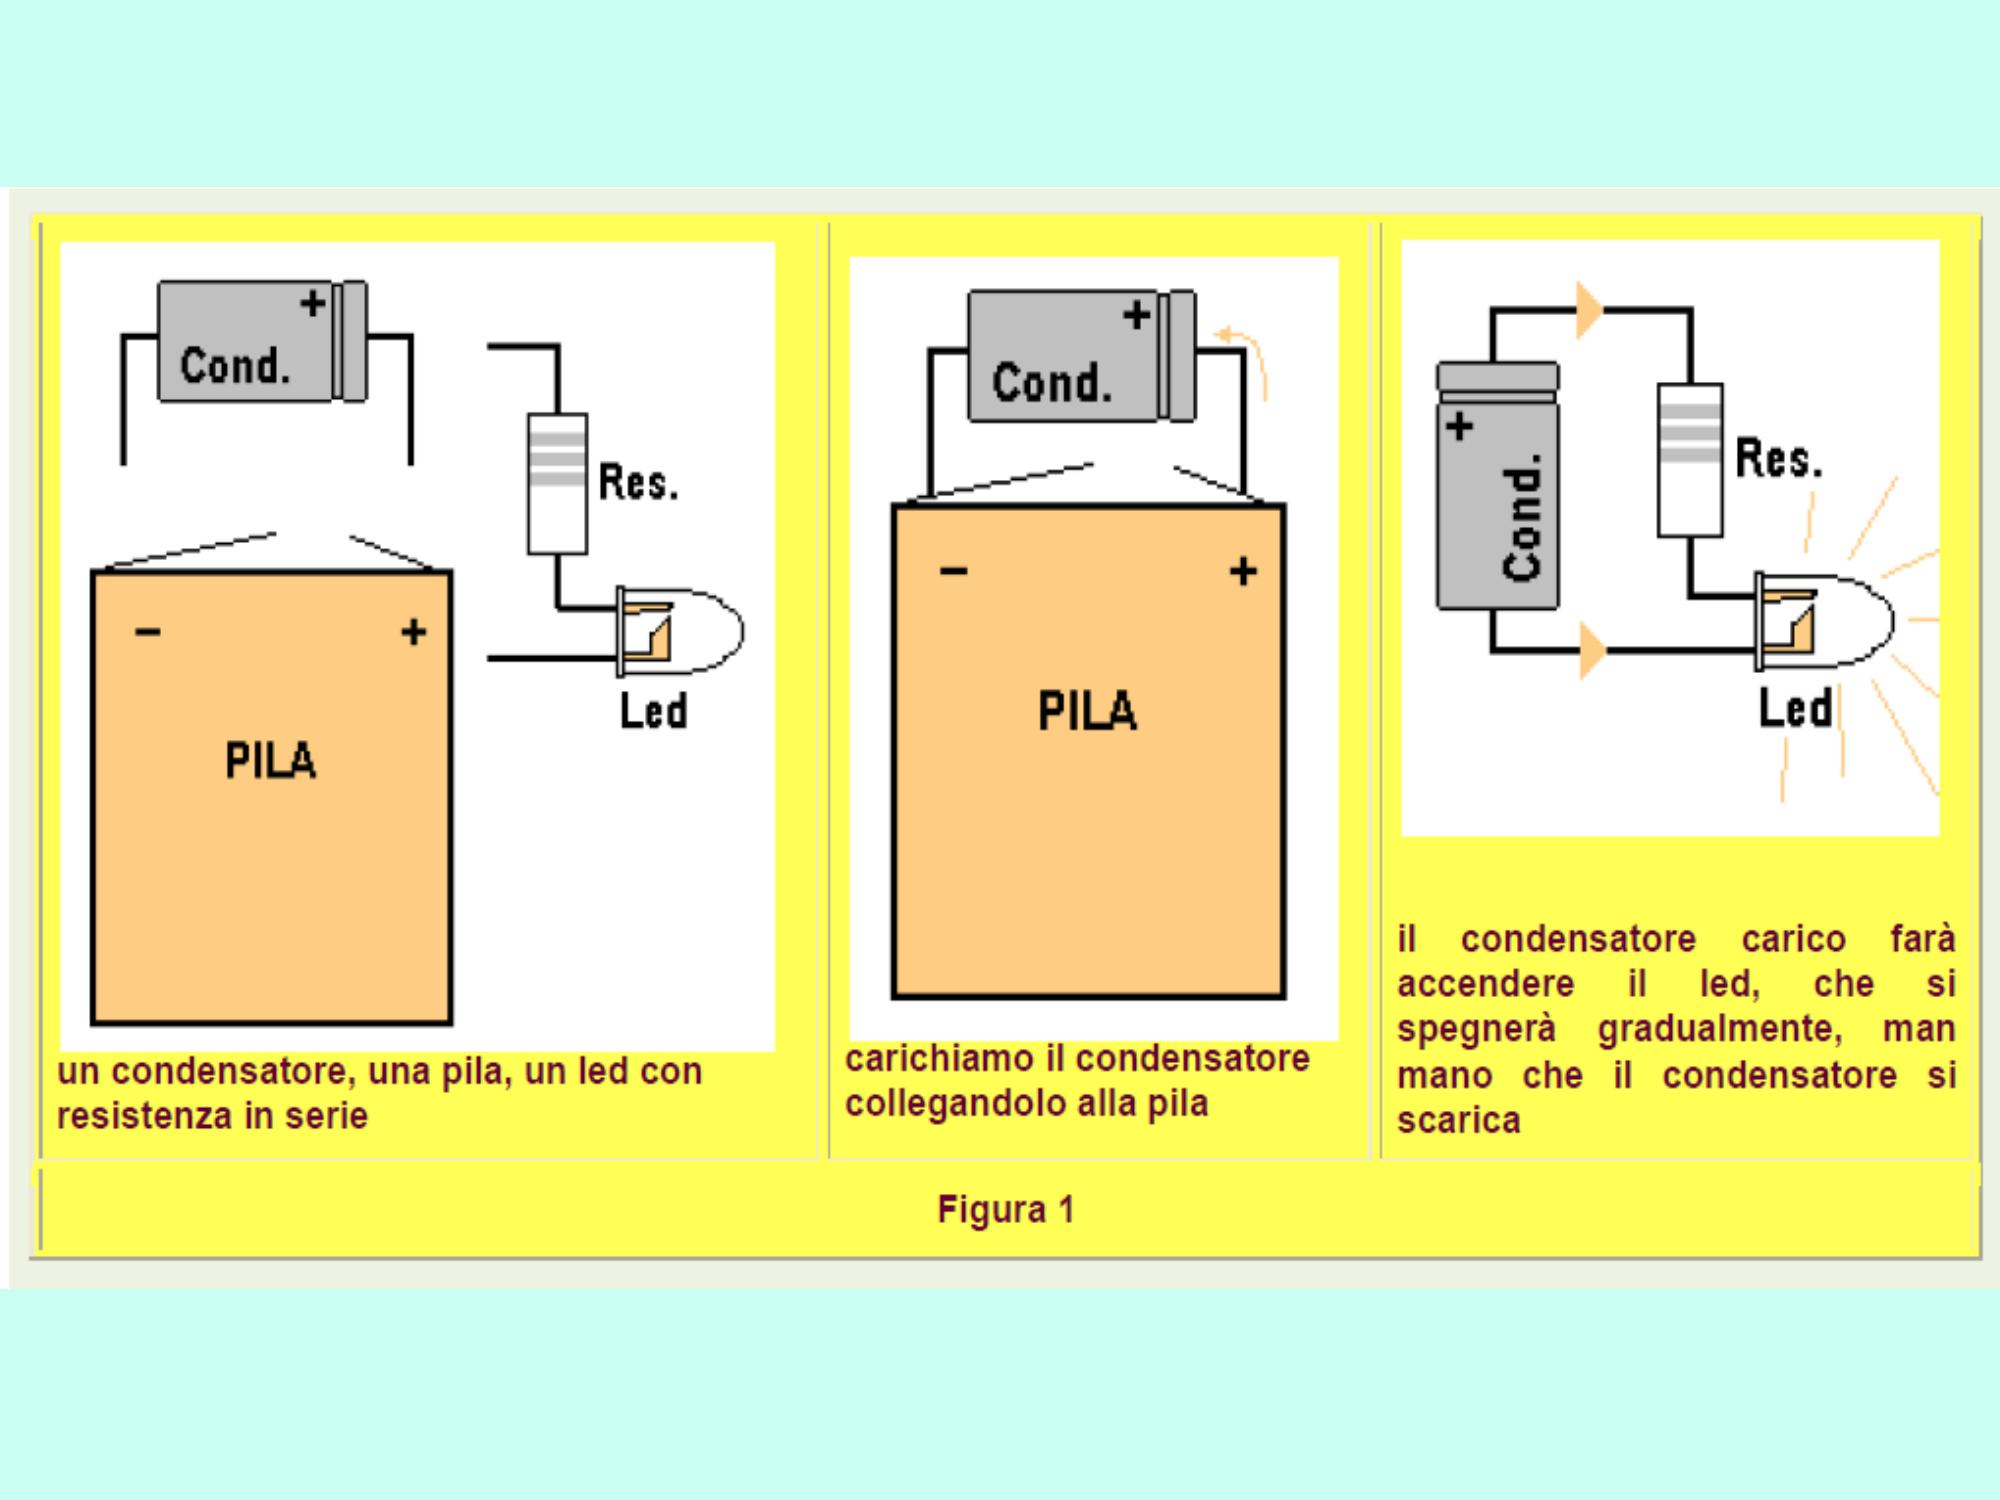 +
Cond.
Res.
Led
−
+
PILA
un condensatore, una pila, un led con
resistenza in serie
+
Cond.
−
+
PILA
carichiamo il condensatore
collegandolo alla pila
+
Cond.
Res.
Led
il condensatore carico farà
accendere il led, che si
spegnerà gradualmente, man
mano che il condensatore si
scarica
Figura 1